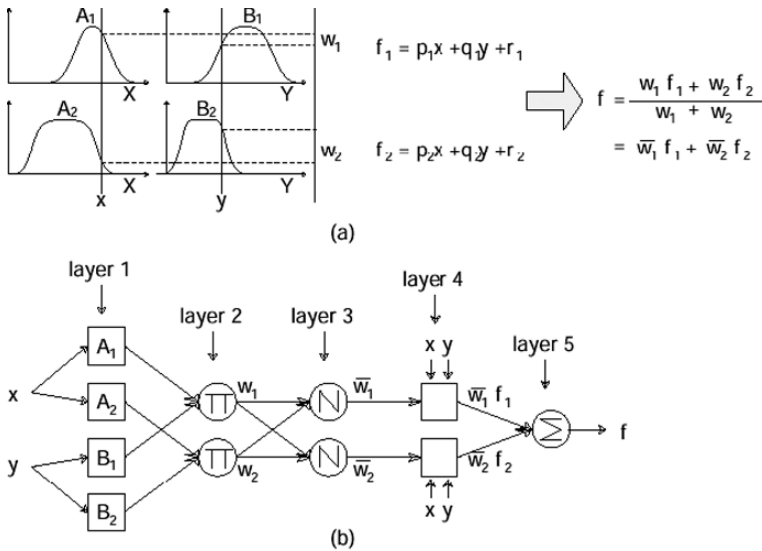 A₁ B₁
w₁ f₁ = p₁x +q₁y +r₁
X Y
f = w₁ f₁ + w₂ f₂ / w₁ + w₂
A₂ B₂
w₂ f₂ = p₂x +q₂y +r₂
= w̅₁ f₁ + w̅₂ f₂
X Y
x y
(a)
layer 1
layer 4
layer 2 layer 3
x y layer 5
A₁
x A₂ Π w₁ N w̅₁ w̅₁ f₁
Σ f
y B₁ Π w₂ N w̅₂ w̅₂ f₂
B₂
x y
(b)